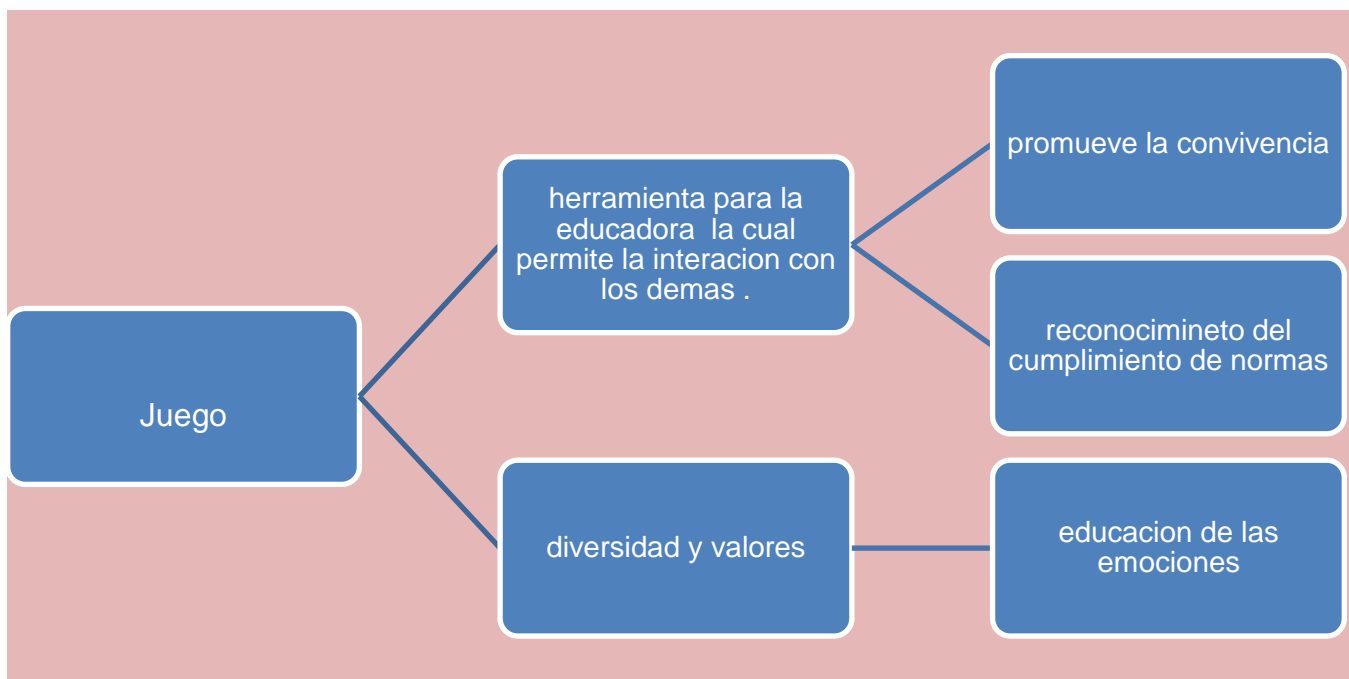 Juego
herramienta para la
educadora  la cual
permite la interacion con
los demas .
promueve la convivencia
reconocimineto del
cumplimiento de normas
diversidad y valores
educacion de las
emociones